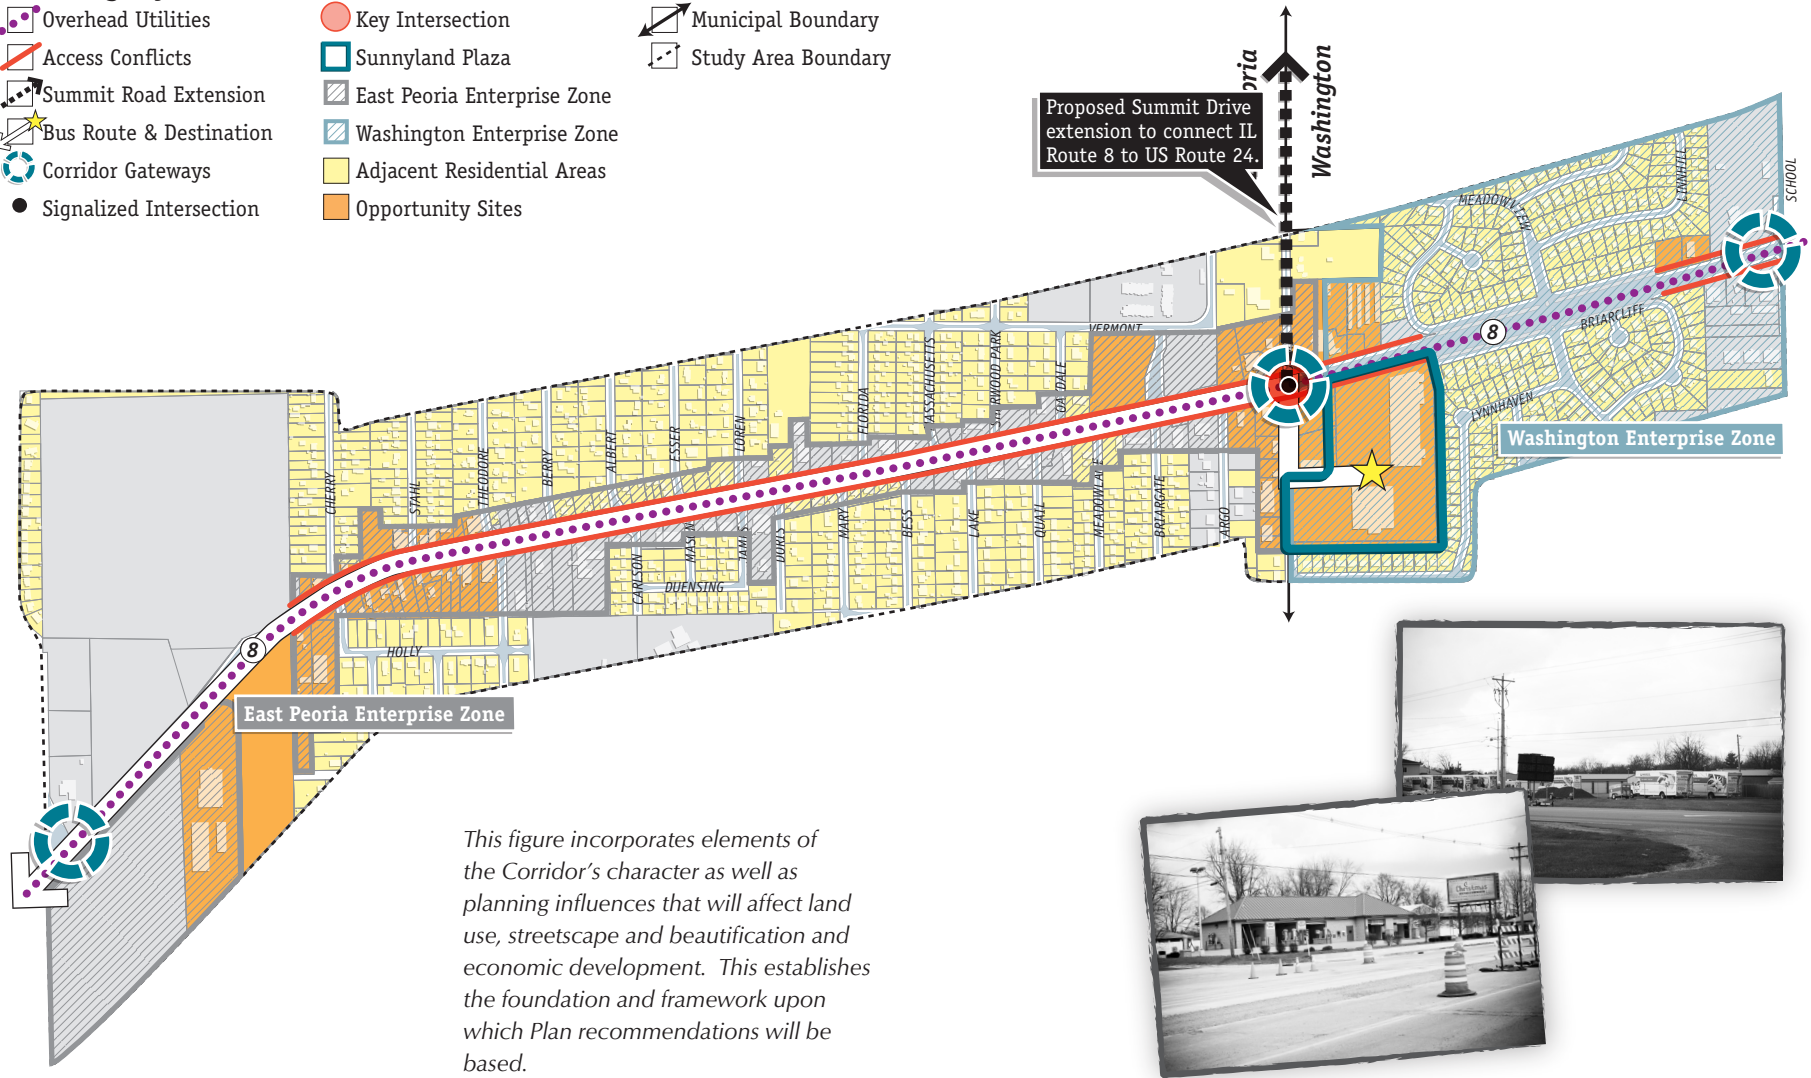 Overhead Utilities
Access Conflicts
Summit Road Extension
Bus Route & Destination
Corridor Gateways
Signalized Intersection
Key Intersection
Sunnyland Plaza
East Peoria Enterprise Zone
Washington Enterprise Zone
Adjacent Residential Areas
Opportunity Sites
Municipal Boundary
Study Area Boundary
oria
Washington
Proposed Summit Drive
extension to connect IL
Route 8 to US Route 24.
SCHOOL
LINNHILL
MEADOWVIEW
BRIARCLIFF
8
LYNNHAVEN
Washington Enterprise Zone
VERMONT
MASSACHUSETTS
FLORIDA
LOREN
ESSER
ALBERT
BERRY
THEODORE
STAHL
CHERRY
MARY
BESS
LAKE
QUAIL
BRIARGATE
ARGO
CARLSON
DUENSING
HOLLY
8
East Peoria Enterprise Zone
This figure incorporates elements of
the Corridor's character as well as
planning influences that will affect land
use, streetscape and beautification and
economic development. This establishes
the foundation and framework upon
which Plan recommendations will be
based.